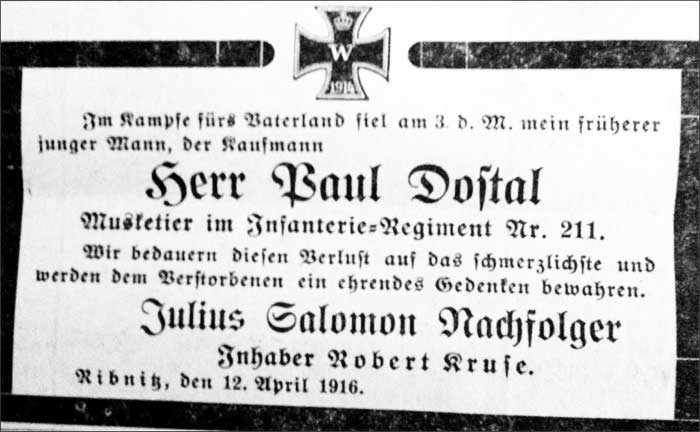 W
1914
Im Kampfe fürs Vaterland fiel am 3. d. M. mein früherer
junger Mann, der Kaufmann
Herr Paul Dostal
Musketier im Infanterie-Regiment Nr. 211.
Wir bedauern diesen Verlust auf das schmerzlichste und
werden dem Verstorbenen ein ehrendes Gedenken bewahren.
Julius Salomon Nachfolger
Inhaber Robert Kruse.
Ribnitz, den 12. April 1916.